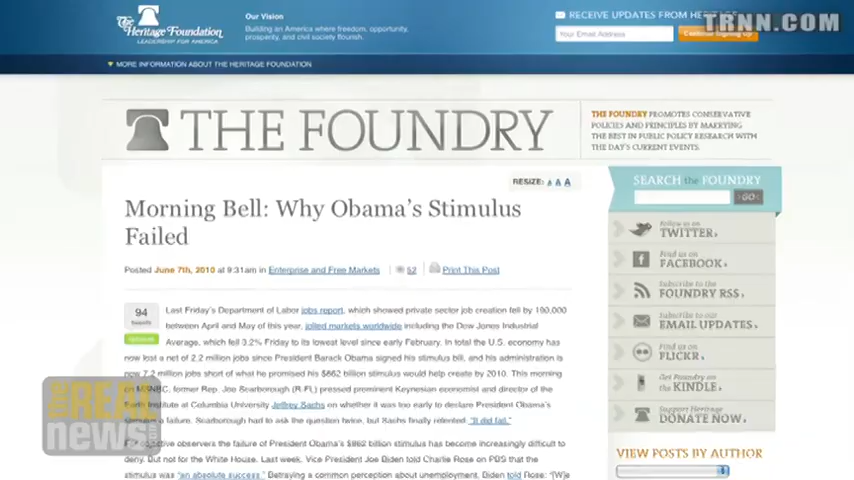 The Heritage Foundation
LEADERSHIP FOR AMERICA
Our Vision
Building an America where freedom, opportunity,
prosperity, and civil society flourish.
RECEIVE UPDATES FROM HERITAGE
TRNN.COM
Your Email Address
Continue Signing Up
MORE INFORMATION ABOUT THE HERITAGE FOUNDATION
THE FOUNDRY
THE FOUNDRY PROMOTES CONSERVATIVE
POLICIES AND PRINCIPLES BY MARRYING
THE BEST IN PUBLIC POLICY RESEARCH WITH
THE DAY'S CURRENT EVENTS.
RESIZE: A A A
SEARCH the FOUNDRY
GO
Morning Bell: Why Obama's Stimulus
Failed
Posted June 7th, 2010 at 9:31am in Enterprise and Free Markets 52 Print This Post
94
tweets
retweet
Last Friday's Department of Labor jobs report, which showed private sector job creation fell by 190,000
between April and May of this year, jolted markets worldwide including the Dow Jones Industrial
Average, which fell 3.2% Friday to its lowest level since early February. In total the U.S. economy has
now lost a net of 2.2 million jobs since President Barack Obama signed his stimulus bill, and his administration is
now 7.2 million jobs short of what he promised his $862 billion stimulus would help create by 2010. This morning
on MSNBC, former Rep. Joe Scarborough (R-FL) pressed prominent Keynesian economist and director of the
Earth Institute at Columbia University Jeffrey Sachs on whether it was too early to declare President Obama's
stimulus a failure. Scarborough had to ask the question twice, but Sachs finally relented, "It did fail."
For objective observers the failure of President Obama's $862 billion stimulus has become increasingly difficult to
deny. But not for the Morning Cell. Last week, Vice President Joe Biden told Charlie Rose on PBS that the
stimulus was "an absolute success." Betraying a common perception about unemployment, Biden told Rose: "[W]e
Follow us on
TWITTER
Find us on
FACEBOOK
Subscribe to the
FOUNDRY RSS
Subscribe to our
EMAIL UPDATES
Find us on
FLICKR
Get Foundry on
the KINDLE
Support Heritage
DONATE NOW
VIEW POSTS BY AUTHOR
the REAL
news